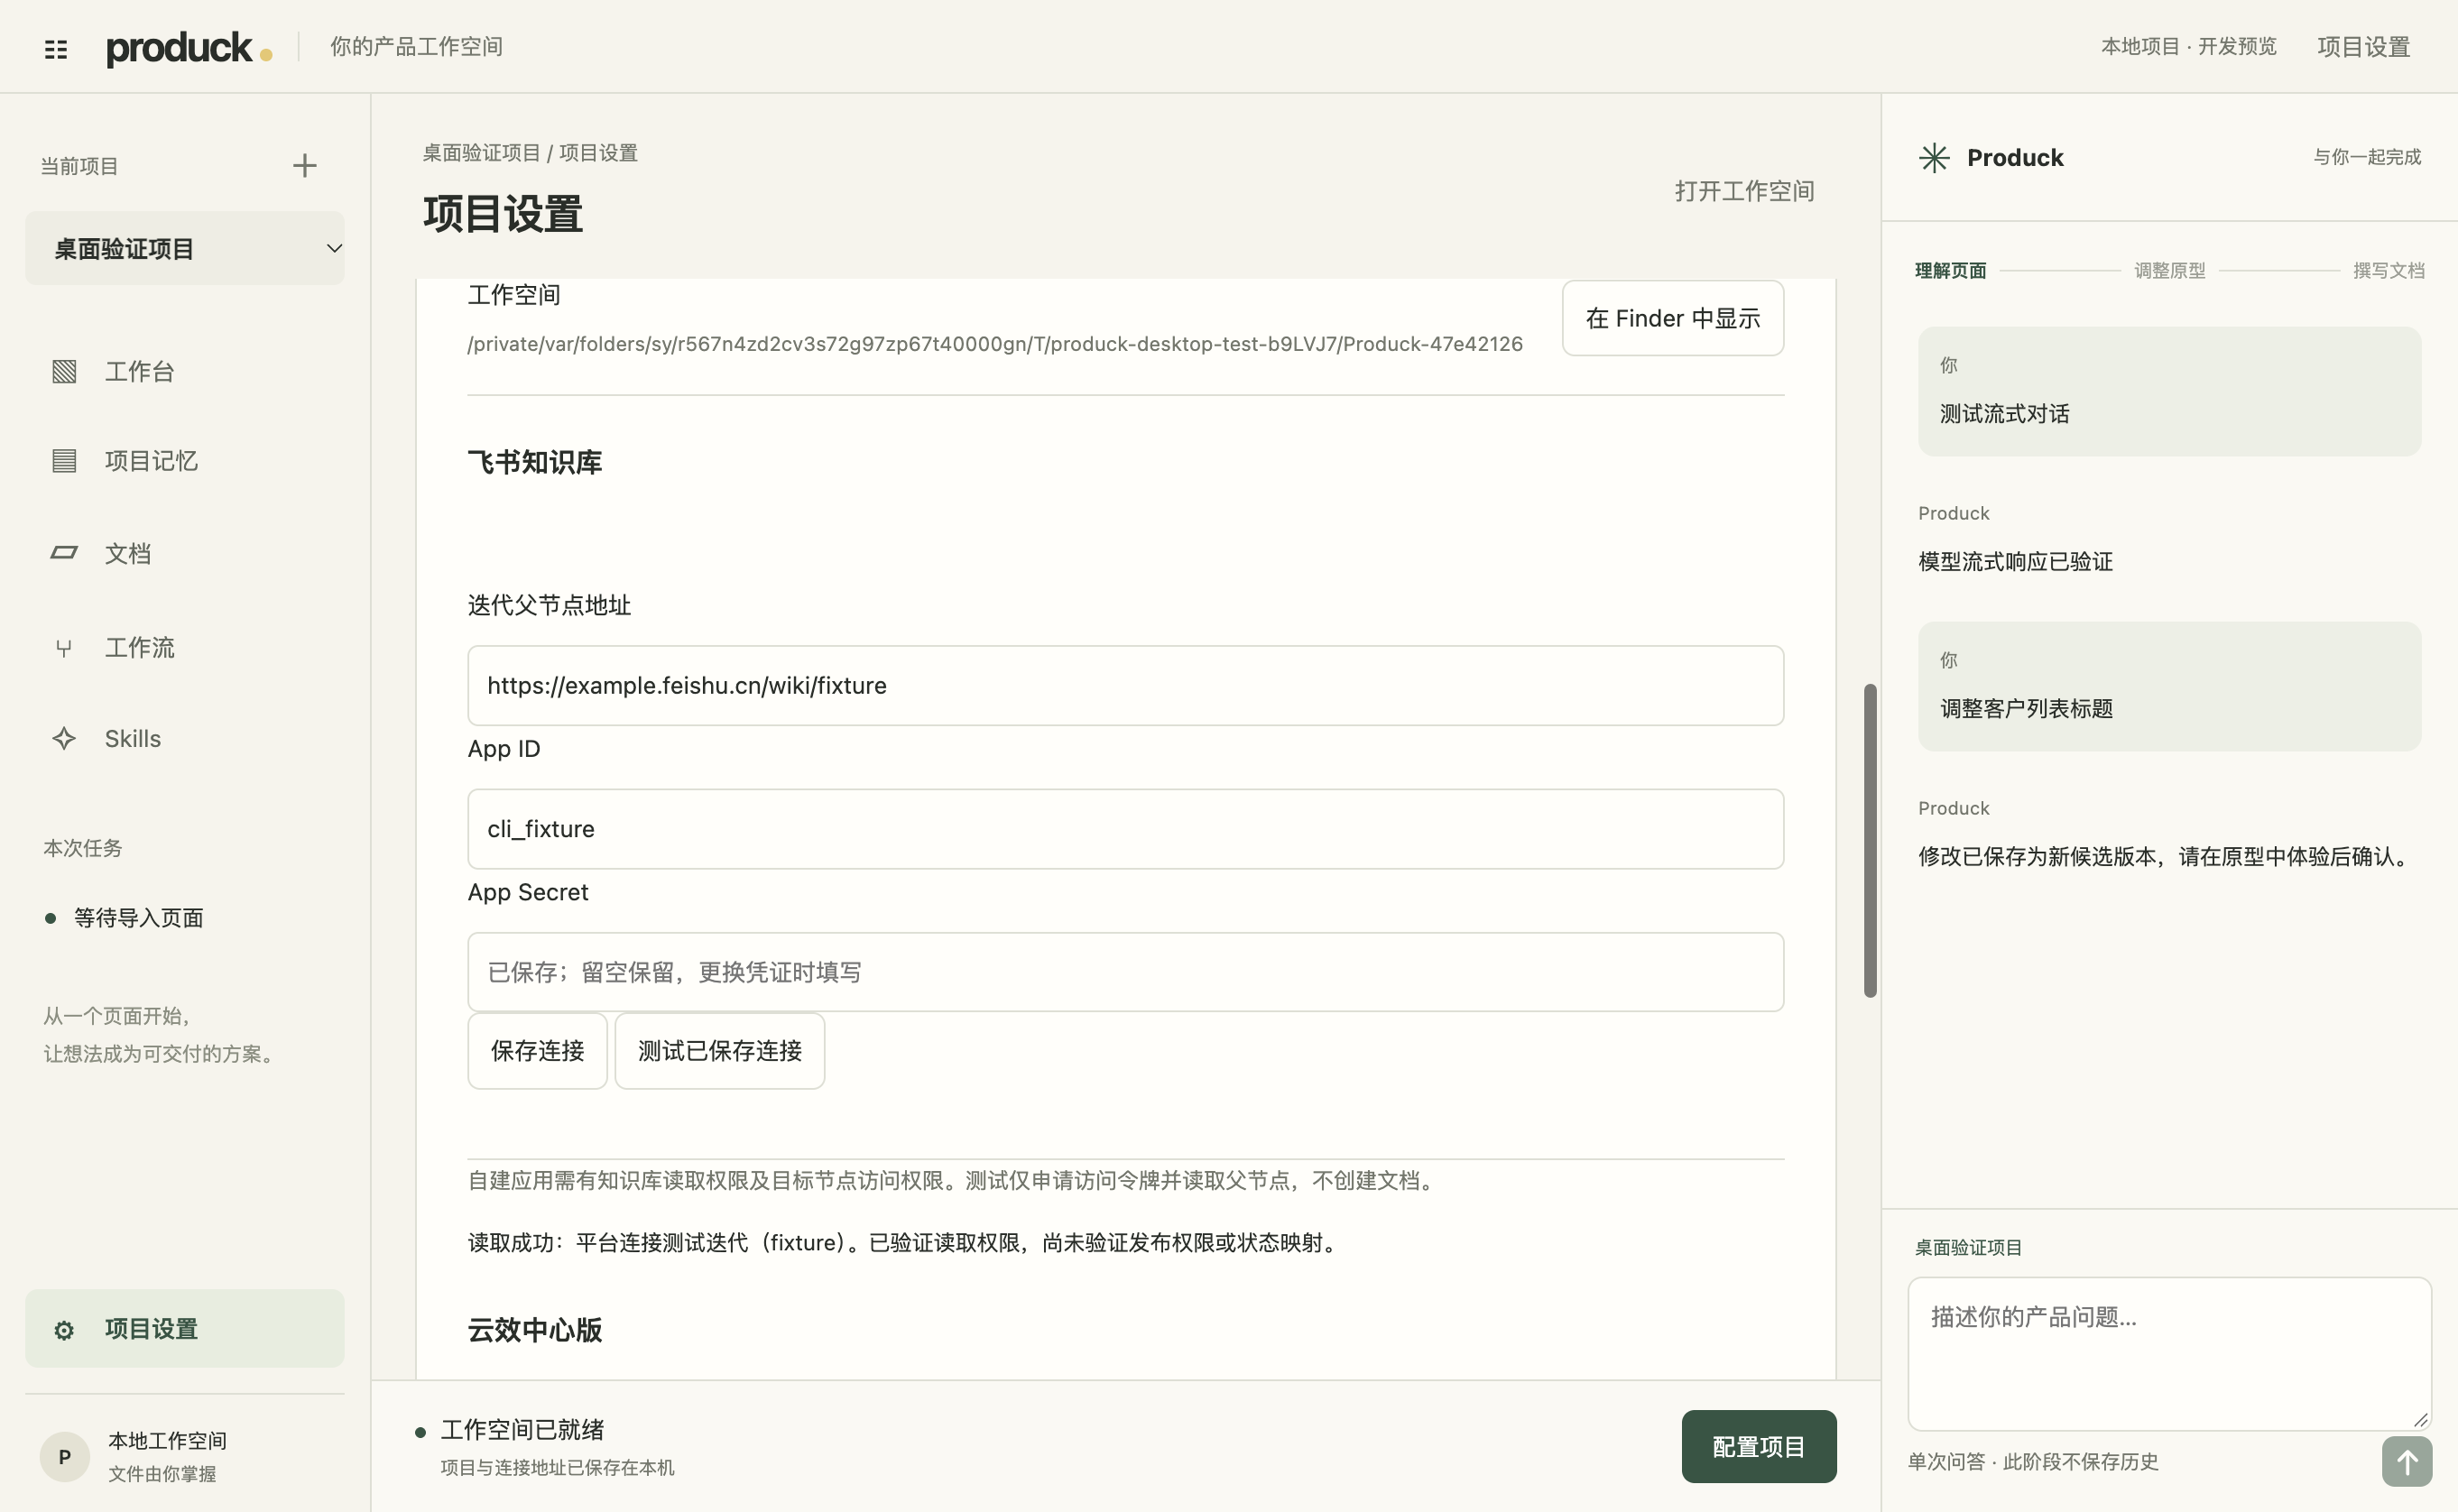 produck.
你的产品工作空间
本地项目 · 开发预览
项目设置
当前项目
桌面验证项目
工作台
项目记忆
文档
工作流
Skills
本次任务
等待导入页面
从一个页面开始，
让想法成为可交付的方案。
项目设置
P
本地工作空间
文件由你掌握
桌面验证项目 / 项目设置
项目设置
打开工作空间
工作空间
/private/var/folders/sy/r567n4zd2cv3s72g97zp67t40000gn/T/produck-desktop-test-b9LVJ7/Produck-47e42126
在 Finder 中显示
飞书知识库
迭代父节点地址
https://example.feishu.cn/wiki/fixture
App ID
cli_fixture
App Secret
已保存；留空保留，更换凭证时填写
保存连接
测试已保存连接
自建应用需有知识库读取权限及目标节点访问权限。测试仅申请访问令牌并读取父节点，不创建文档。
读取成功：平台连接测试迭代（fixture）。已验证读取权限，尚未验证发布权限或状态映射。
云效中心版
工作空间已就绪
项目与连接地址已保存在本机
配置项目
Produck
与你一起完成
理解页面
调整原型
撰写文档
你
测试流式对话
Produck
模型流式响应已验证
你
调整客户列表标题
Produck
修改已保存为新候选版本，请在原型中体验后确认。
桌面验证项目
描述你的产品问题...
单次问答 · 此阶段不保存历史